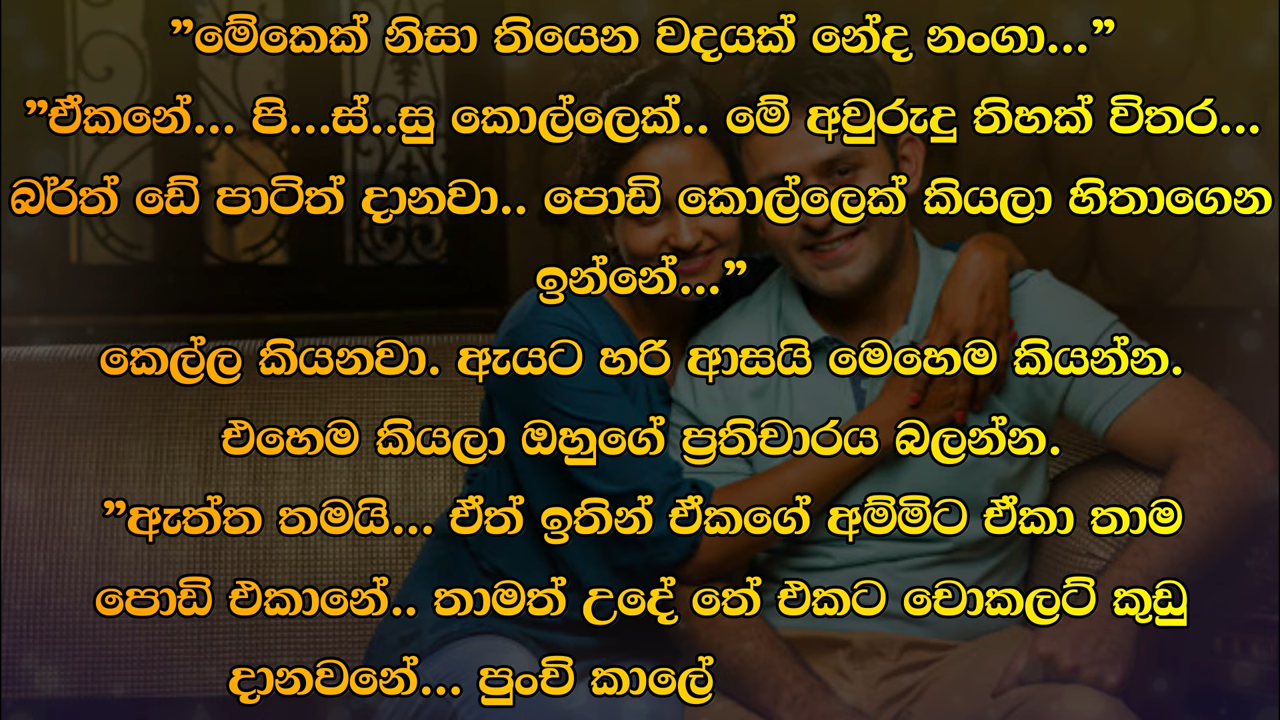 ”මේකෙක් නිසා තියෙන වදයක් නේද නංගා...”
”ඒකනේ... පි...ස්..සු කොල්ලෙක්.. මේ අවුරුදු තිහක් විතර...
බර්ත් ඩේ පාටිත් දානවා.. පොඩි කොල්ලෙක් කියලා හිතාගෙන
ඉන්නේ...”
කෙල්ල කියනවා. ඇයට හරි ආසයි මෙහෙම කියන්න.
එහෙම කියලා ඔහුගේ ප්‍රතිචාරය බලන්න.
”ඇත්ත තමයි... ඒත් ඉතින් ඒකගේ අම්මිට ඒකා තාම
පොඩි එකානේ.. තාමත් උදේ තේ එකට චොකලට් කුඩු
දානවනේ... පුංචි කාලේ